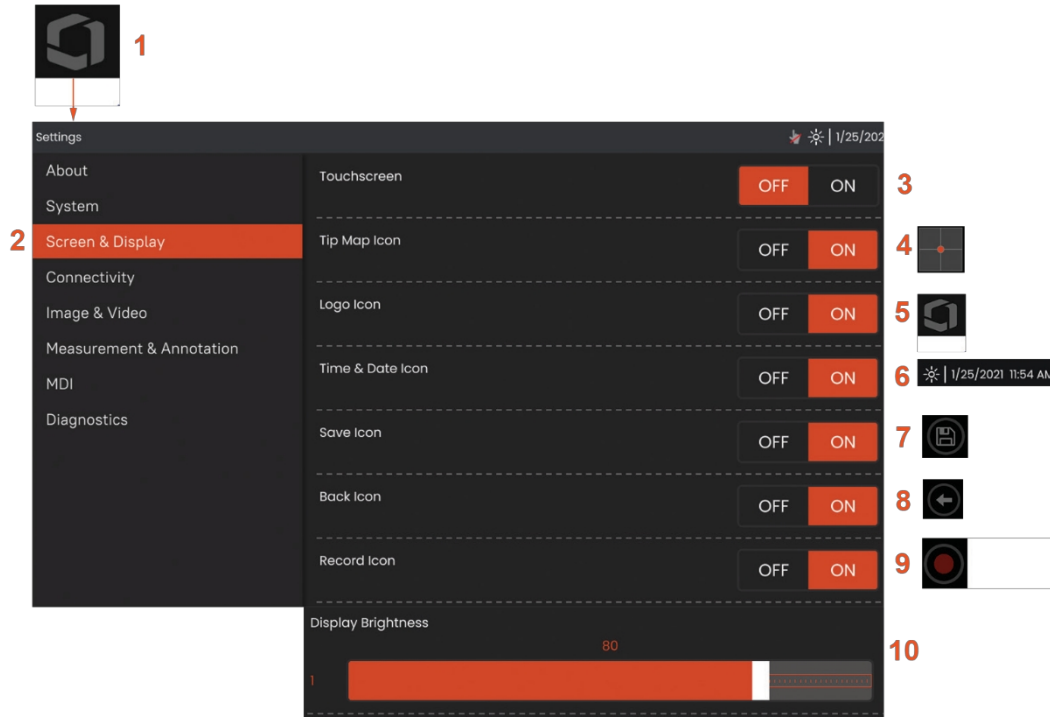 1
Settings
1/25/202
About
System
2 Screen & Display
Connectivity
Image & Video
Measurement & Annotation
MDI
Diagnostics
Touchscreen OFF ON 3
Tip Map Icon OFF ON 4
Logo Icon OFF ON 5
Time & Date Icon OFF ON 6 1/25/2021 11:54 AM
Save Icon OFF ON 7
Back Icon OFF ON 8
Record Icon OFF ON 9
Display Brightness
80
10
1